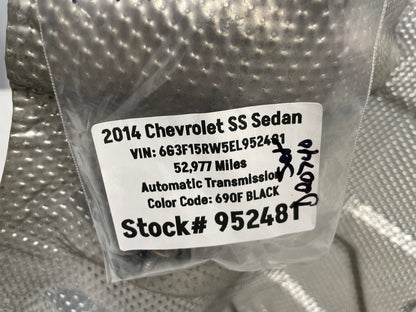 2014 Chevrolet SS Sedan
VIN: 6G3F15RW5EL952481
52,977 Miles
Automatic Transmission
Color Code: 690F BLACK
Stock# 952481